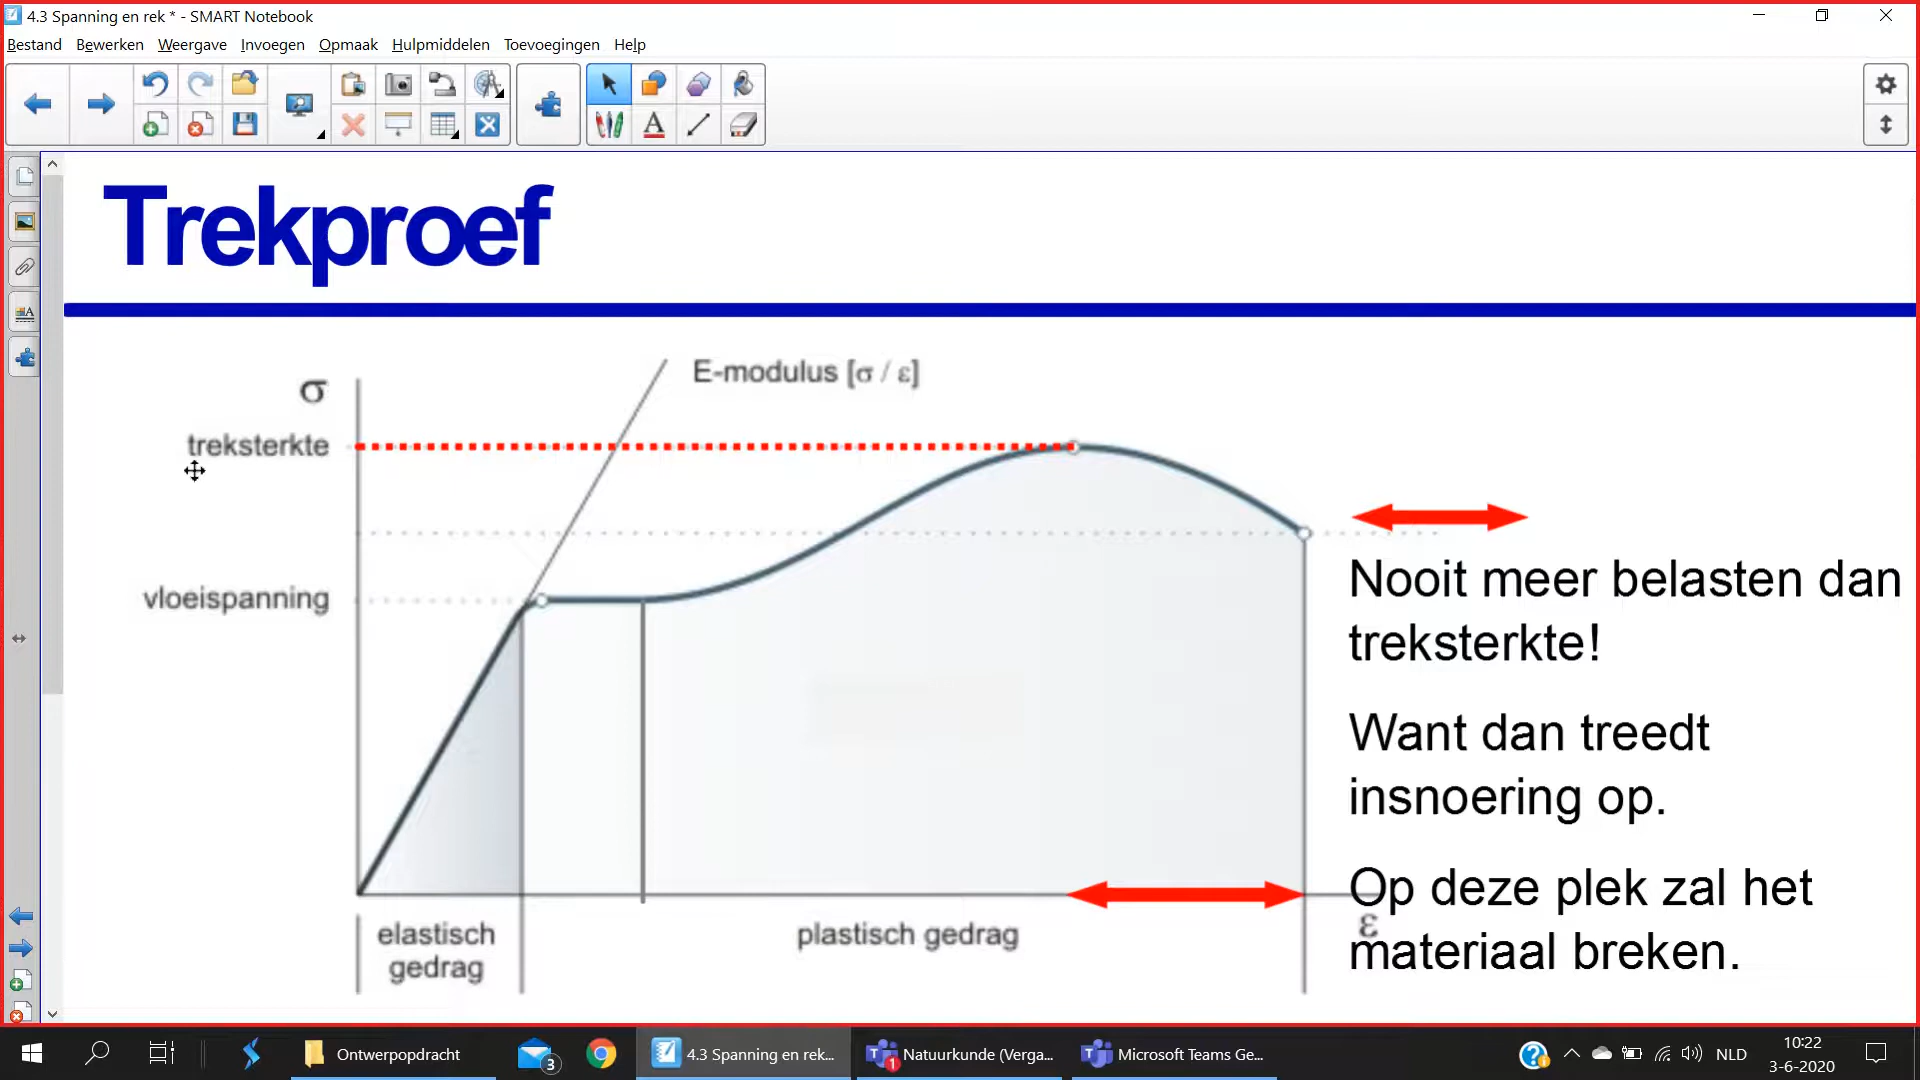 4.3 Spanning en rek * - SMART Notebook
Bestand Bewerken Weergave Invoegen Opmaak Hulpmiddelen Toevoegingen Help
Trekproef
E-modulus [σ / ε]
σ
treksterkte
vloeispanning
Nooit meer belasten dan
treksterkte!
Want dan treedt
insnoering op.
Op deze plek zal het
materiaal breken.
ε
elastisch
gedrag
plastisch gedrag
Ontwerpopdracht
3
4.3 Spanning en rek...
1
Natuurkunde (Verga...
Microsoft Teams Ge...
NLD
10:22
3-6-2020